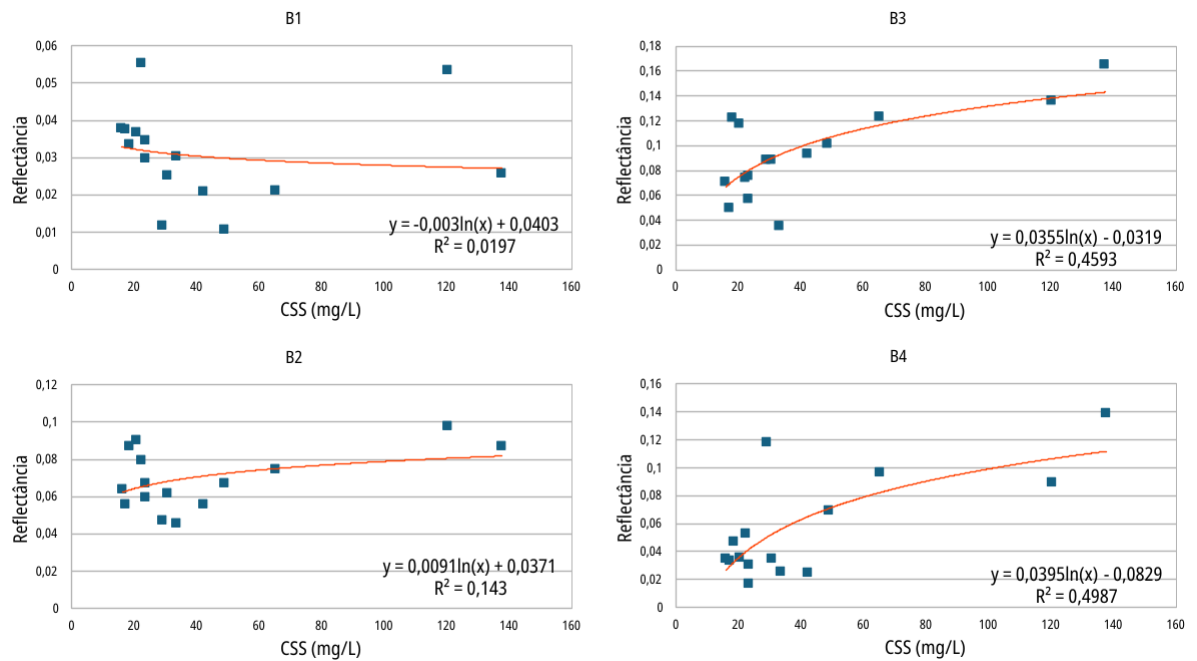 B1
0,06
0,05
0,04
0,03
0,02
0,01
0
Reflectância
y = -0,003ln(x) + 0,0403
R² = 0,0197
0 20 40 60 80 100 120 140 160
CSS (mg/L)
B3
0,18
0,16
0,14
0,12
0,1
0,08
0,06
0,04
0,02
0
Reflectância
y = 0,0355ln(x) - 0,0319
R² = 0,4593
0 20 40 60 80 100 120 140 160
CSS (mg/L)
B2
0,12
0,1
0,08
0,06
0,04
0,02
0
Reflectância
y = 0,0091ln(x) + 0,0371
R² = 0,143
0 20 40 60 80 100 120 140 160
CSS (mg/L)
B4
0,16
0,14
0,12
0,1
0,08
0,06
0,04
0,02
0
Reflectância
y = 0,0395ln(x) - 0,0829
R² = 0,4987
0 20 40 60 80 100 120 140 160
CSS (mg/L)